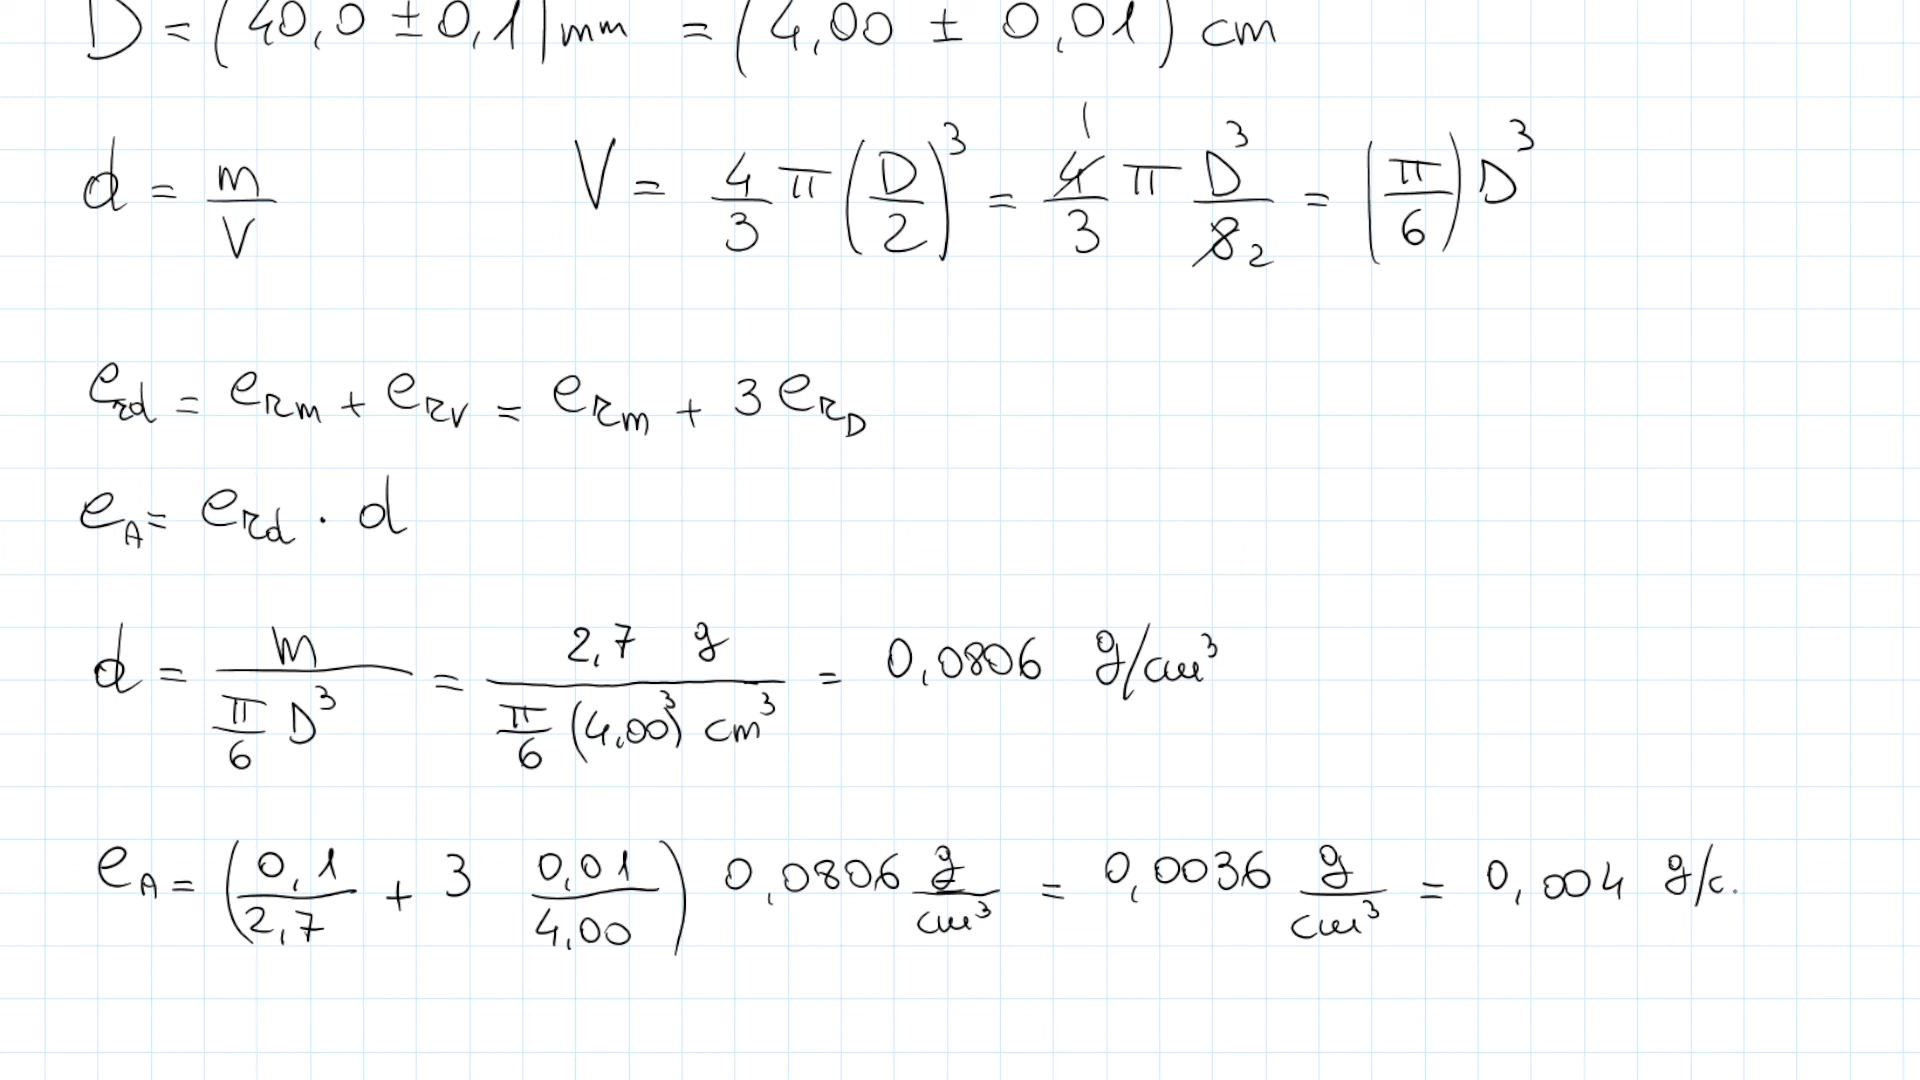 D = (40,0 ± 0,1) mm = (4,00 ± 0,01) cm
d = m/V V = 4/3 π (D/2)³ = 4/3 π D³/8 1 2 = (π/6) D³
e_rd = e_rm + e_rV = e_rm + 3 e_rD
e_A = e_rd · d
d = m / (π/6 D³) = 2,7 g / (π/6 (4,00)³ cm³) = 0,0806 g/cm³
e_A = (0,1/2,7 + 3 0,01/4,00) 0,0806 g/cm³ = 0,0036 g/cm³ = 0,004 g/c.